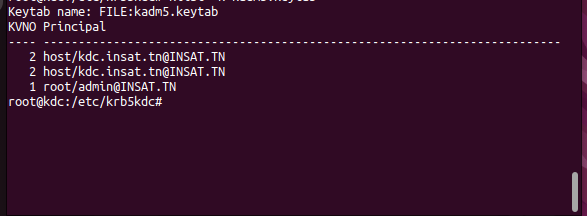 Keytab name: FILE:kadm5.keytab
KVNO Principal
---- --------------------------------------------------------------------------
   2 host/kdc.insat.tn@INSAT.TN
   2 host/kdc.insat.tn@INSAT.TN
   1 root/admin@INSAT.TN
root@kdc:/etc/krb5kdc#